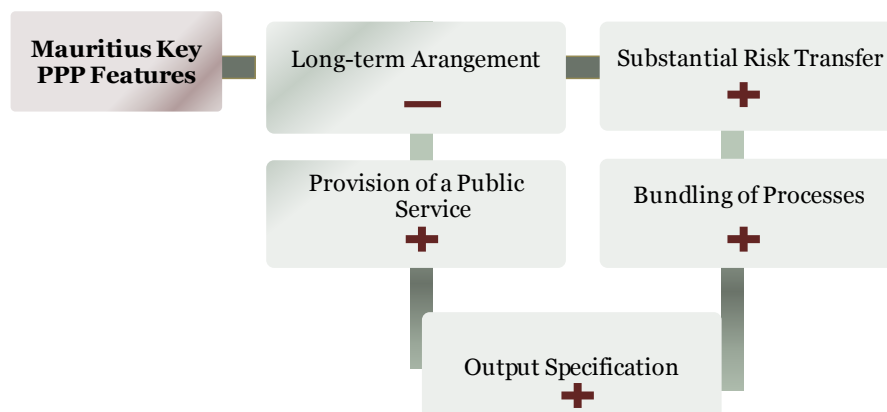 Mauritius Key
PPP Features
Long-term Arangement
Substantial Risk Transfer
Provision of a Public
Service
Bundling of Processes
Output Specification